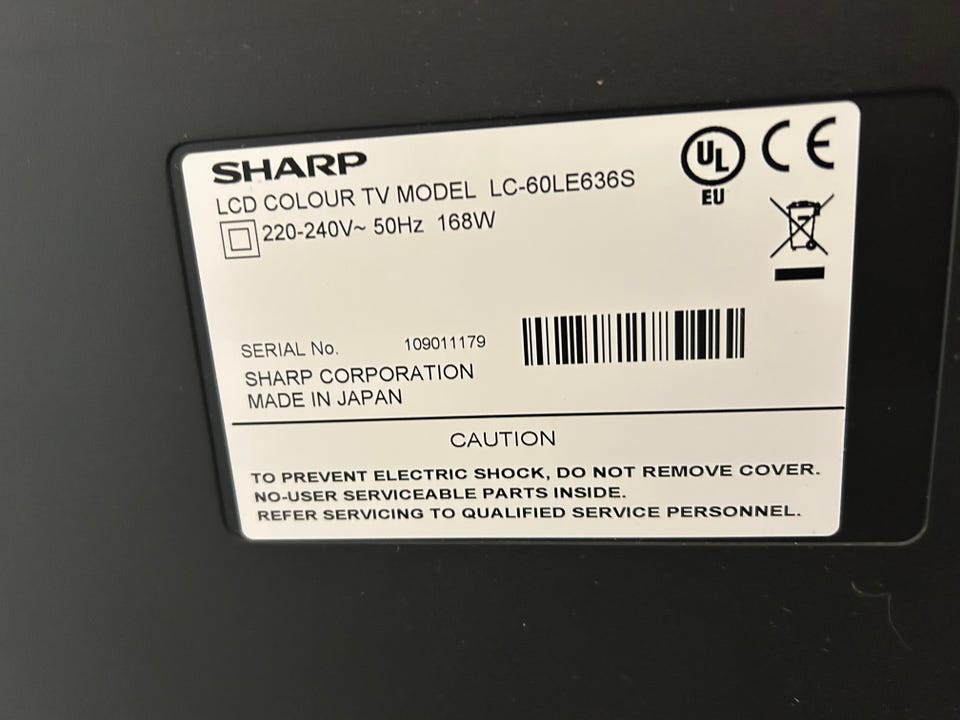 SHARP
LCD COLOUR TV MODEL LC-60LE636S
220-240V~ 50Hz 168W
UL
EU
CE
SERIAL No. 109011179
SHARP CORPORATION
MADE IN JAPAN
CAUTION
TO PREVENT ELECTRIC SHOCK, DO NOT REMOVE COVER.
NO-USER SERVICEABLE PARTS INSIDE.
REFER SERVICING TO QUALIFIED SERVICE PERSONNEL.